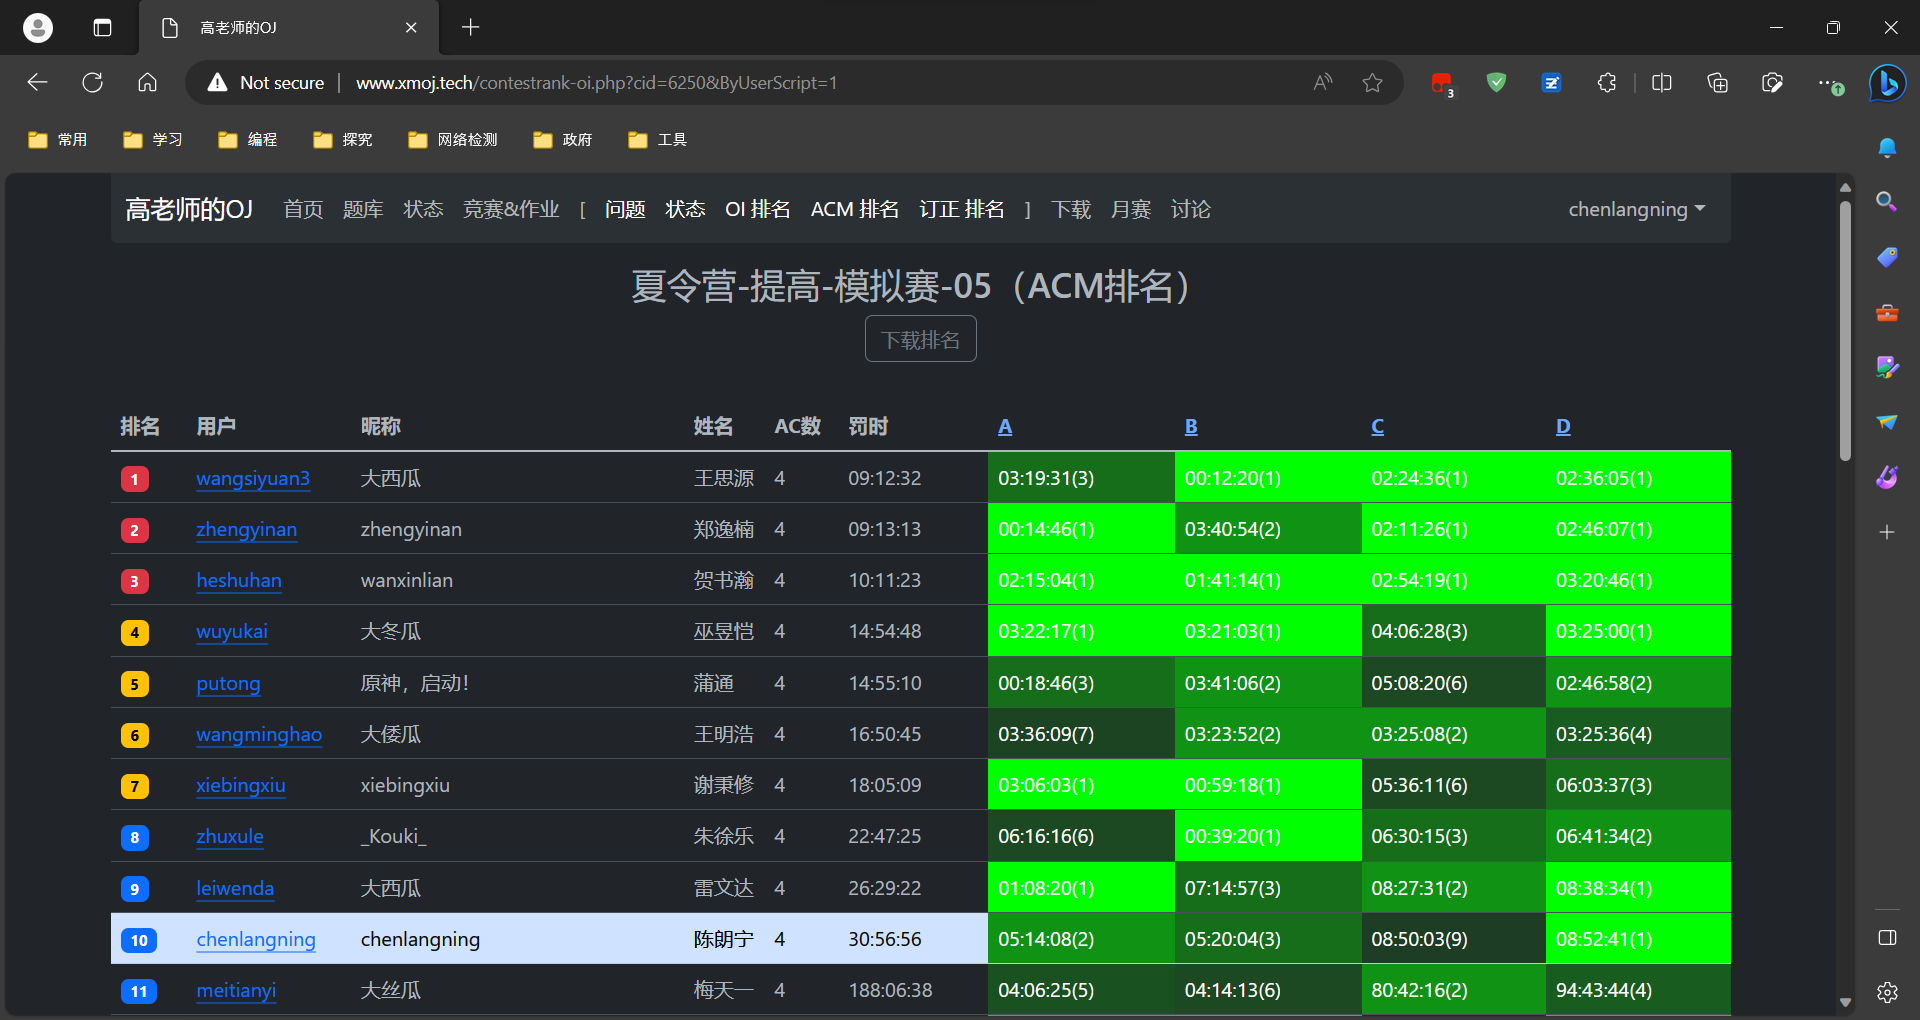 高老师的OJ
Not secure www.xmoj.tech/contestrank-oi.php?cid=6250&ByUserScript=1
3
常用 学习 编程 探究 网络检测 政府 工具
高老师的OJ 首页 题库 状态 竞赛&作业 [ 问题 状态 OI 排名 ACM 排名 订正 排名 ] 下载 月赛 讨论 chenlangning
夏令营-提高-模拟赛-05（ACM排名）
下载排名
排名 用户 昵称 姓名 AC数 罚时 A B C D
1 wangsiyuan3 大西瓜 王思源 4 09:12:32 03:19:31(3) 00:12:20(1) 02:24:36(1) 02:36:05(1)
2 zhengyinan zhengyinan 郑逸楠 4 09:13:13 00:14:46(1) 03:40:54(2) 02:11:26(1) 02:46:07(1)
3 heshuhan wanxinlian 贺书瀚 4 10:11:23 02:15:04(1) 01:41:14(1) 02:54:19(1) 03:20:46(1)
4 wuyukai 大冬瓜 巫昱恺 4 14:54:48 03:22:17(1) 03:21:03(1) 04:06:28(3) 03:25:00(1)
5 putong 原神，启动！ 蒲通 4 14:55:10 00:18:46(3) 03:41:06(2) 05:08:20(6) 02:46:58(2)
6 wangminghao 大倭瓜 王明浩 4 16:50:45 03:36:09(7) 03:23:52(2) 03:25:08(2) 03:25:36(4)
7 xiebingxiu xiebingxiu 谢秉修 4 18:05:09 03:06:03(1) 00:59:18(1) 05:36:11(6) 06:03:37(3)
8 zhuxule _Kouki_ 朱徐乐 4 22:47:25 06:16:16(6) 00:39:20(1) 06:30:15(3) 06:41:34(2)
9 leiwenda 大西瓜 雷文达 4 26:29:22 01:08:20(1) 07:14:57(3) 08:27:31(2) 08:38:34(1)
10 chenlangning chenlangning 陈朗宁 4 30:56:56 05:14:08(2) 05:20:04(3) 08:50:03(9) 08:52:41(1)
11 meitianyi 大丝瓜 梅天一 4 188:06:38 04:06:25(5) 04:14:13(6) 80:42:16(2) 94:43:44(4)